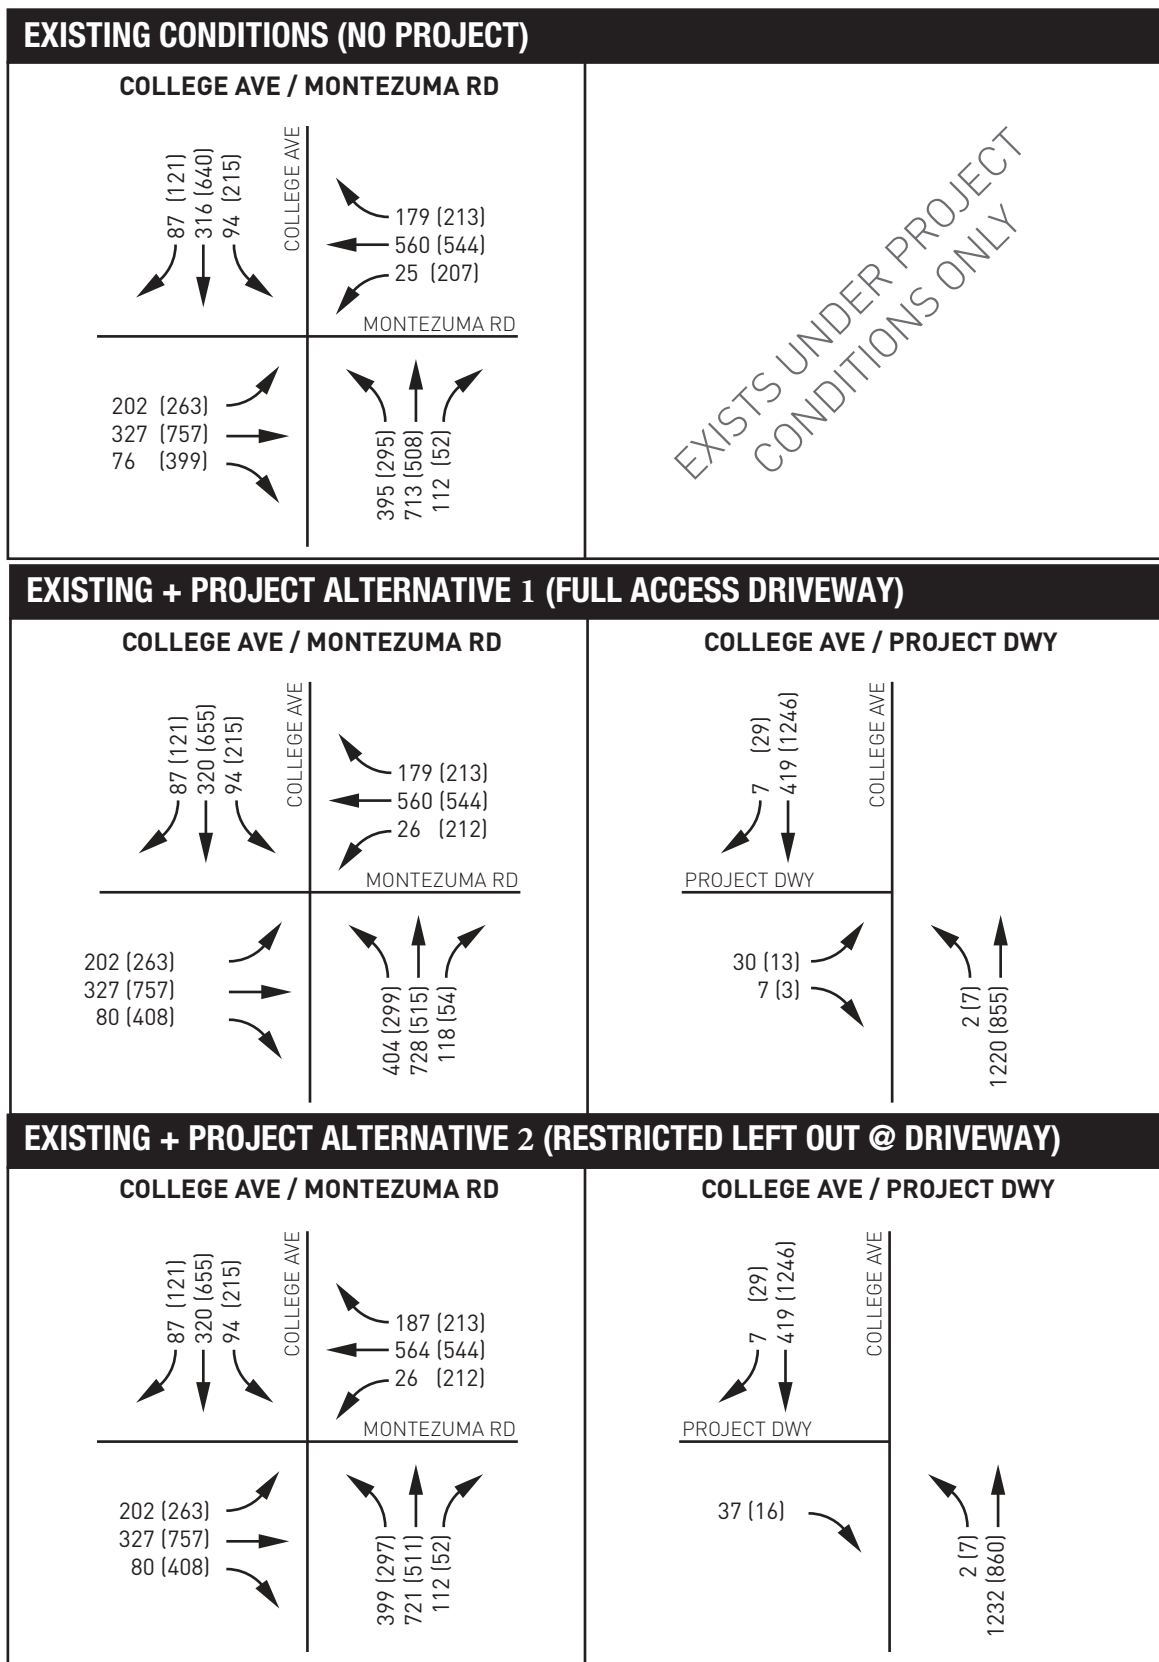 EXISTING CONDITIONS (NO PROJECT)
COLLEGE AVE / MONTEZUMA RD
87 (121)
316 (640)
94 (215)
COLLEGE AVE
179 (213)
560 (544)
25 (207)
MONTEZUMA RD
202 (263)
327 (757)
76 (399)
395 (295)
713 (508)
112 (52)
EXISTS UNDER PROJECT
CONDITIONS ONLY
EXISTING + PROJECT ALTERNATIVE 1 (FULL ACCESS DRIVEWAY)
COLLEGE AVE / MONTEZUMA RD
87 (121)
320 (655)
94 (215)
COLLEGE AVE
179 (213)
560 (544)
26 (212)
MONTEZUMA RD
202 (263)
327 (757)
80 (408)
404 (299)
728 (515)
118 (54)
COLLEGE AVE / PROJECT DWY
7 (29)
419 (1246)
COLLEGE AVE
PROJECT DWY
30 (13)
7 (3)
2 (7)
1220 (855)
EXISTING + PROJECT ALTERNATIVE 2 (RESTRICTED LEFT OUT @ DRIVEWAY)
COLLEGE AVE / MONTEZUMA RD
87 (121)
320 (655)
94 (215)
COLLEGE AVE
187 (213)
564 (544)
26 (212)
MONTEZUMA RD
202 (263)
327 (757)
80 (408)
399 (297)
721 (511)
112 (52)
COLLEGE AVE / PROJECT DWY
7 (29)
419 (1246)
COLLEGE AVE
PROJECT DWY
37 (16)
2 (7)
1232 (860)